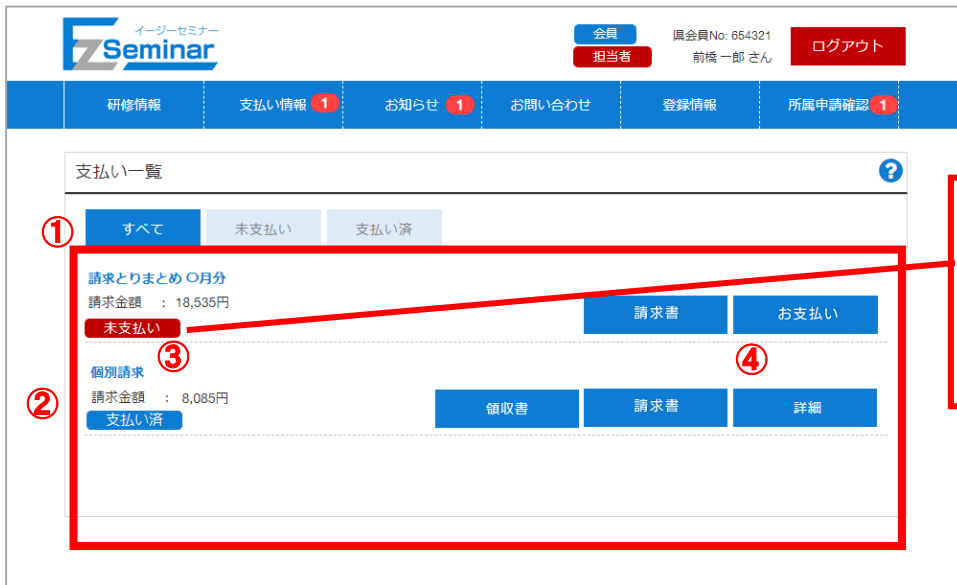 イージーセミナー
EZ Seminar
会員
担当者
県会員No: 654321
前橋 一郎 さん
ログアウト
研修情報
支払い情報 1
お知らせ 1
お問い合わせ
登録情報
所属申請確認 1
支払い一覧
?
①
すべて
未支払い
支払い済
請求とりまとめ 〇月分
請求金額 : 18,535円
未支払い
請求書
お支払い
③
④
個別請求
②
請求金額 : 8,085円
支払い済
領収書
請求書
詳細